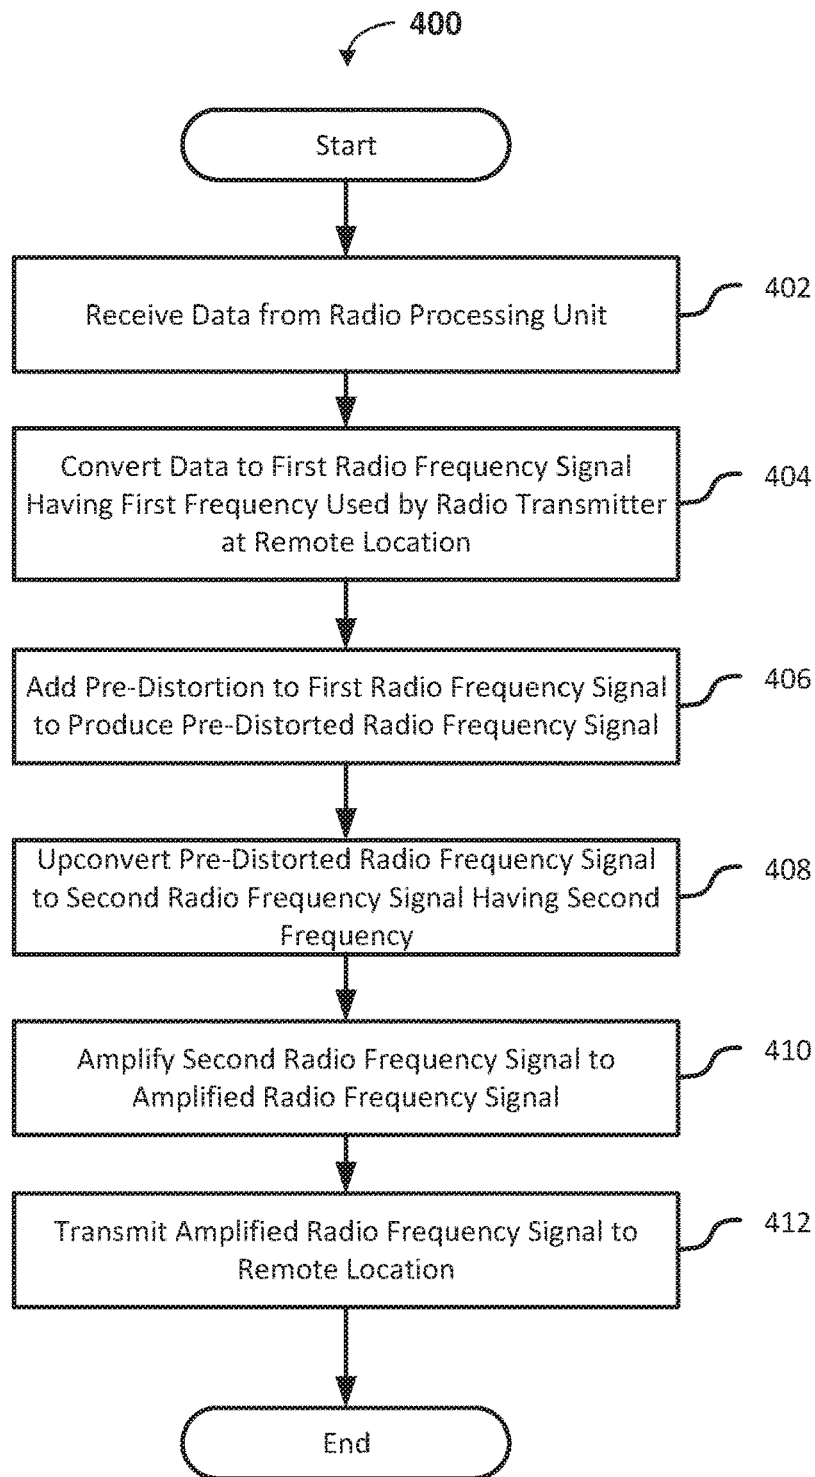 400
Start
Receive Data from Radio Processing Unit
402
Convert Data to First Radio Frequency Signal
Having First Frequency Used by Radio Transmitter
at Remote Location
404
Add Pre-Distortion to First Radio Frequency Signal
to Produce Pre-Distorted Radio Frequency Signal
406
Upconvert Pre-Distorted Radio Frequency Signal
to Second Radio Frequency Signal Having Second
Frequency
408
Amplify Second Radio Frequency Signal to
Amplified Radio Frequency Signal
410
Transmit Amplified Radio Frequency Signal to
Remote Location
412
End